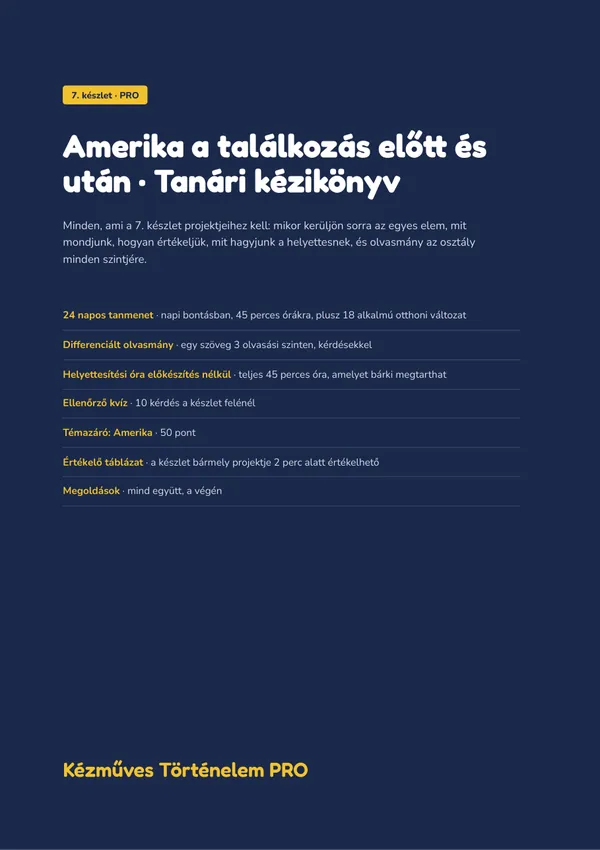 7. készlet · PRO
Amerika a találkozás előtt és
után · Tanári kézikönyv
Minden, ami a 7. készlet projektjeihez kell: mikor kerüljön sorra az egyes elem, mit
mondjunk, hogyan értékeljük, mit hagyjunk a helyettesnek, és olvasmány az osztály
minden szintjére.
24 napos tanmenet · napi bontásban, 45 perces órákra, plusz 18 alkalmú otthoni változat
Differenciált olvasmány · egy szöveg 3 olvasási szinten, kérdésekkel
Helyettesítési óra előkészítés nélkül · teljes 45 perces óra, amelyet bárki megtarthat
Ellenőrző kvíz · 10 kérdés a készlet felénél
Témazáró: Amerika · 50 pont
Értékelő táblázat · a készlet bármely projektje 2 perc alatt értékelhető
Megoldások · mind együtt, a végén
Kézműves Történelem PRO